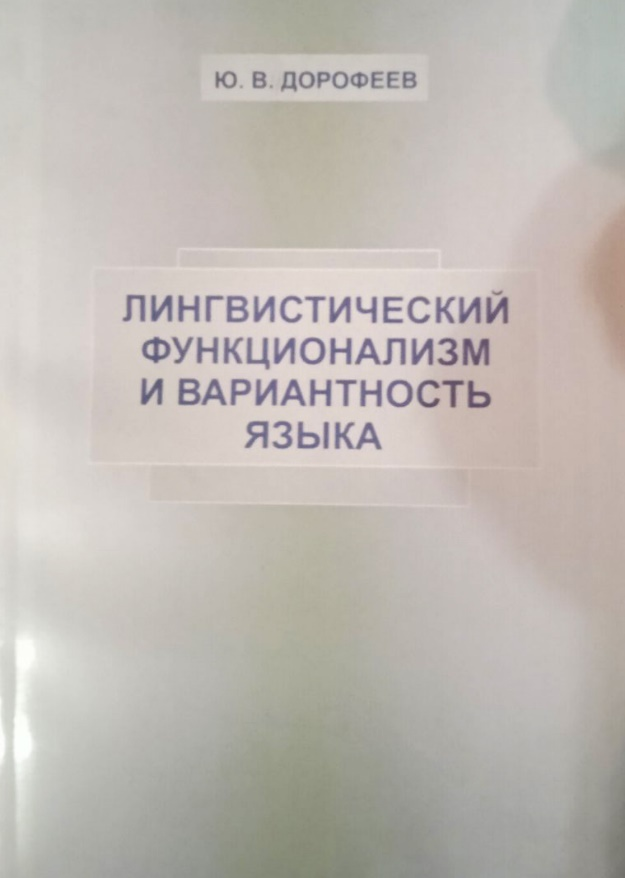 Ю. В. ДОРОФЕЕВ
ЛИНГВИСТИЧЕСКИЙ
ФУНКЦИОНАЛИЗМ
И ВАРИАНТНОСТЬ
ЯЗЫКА